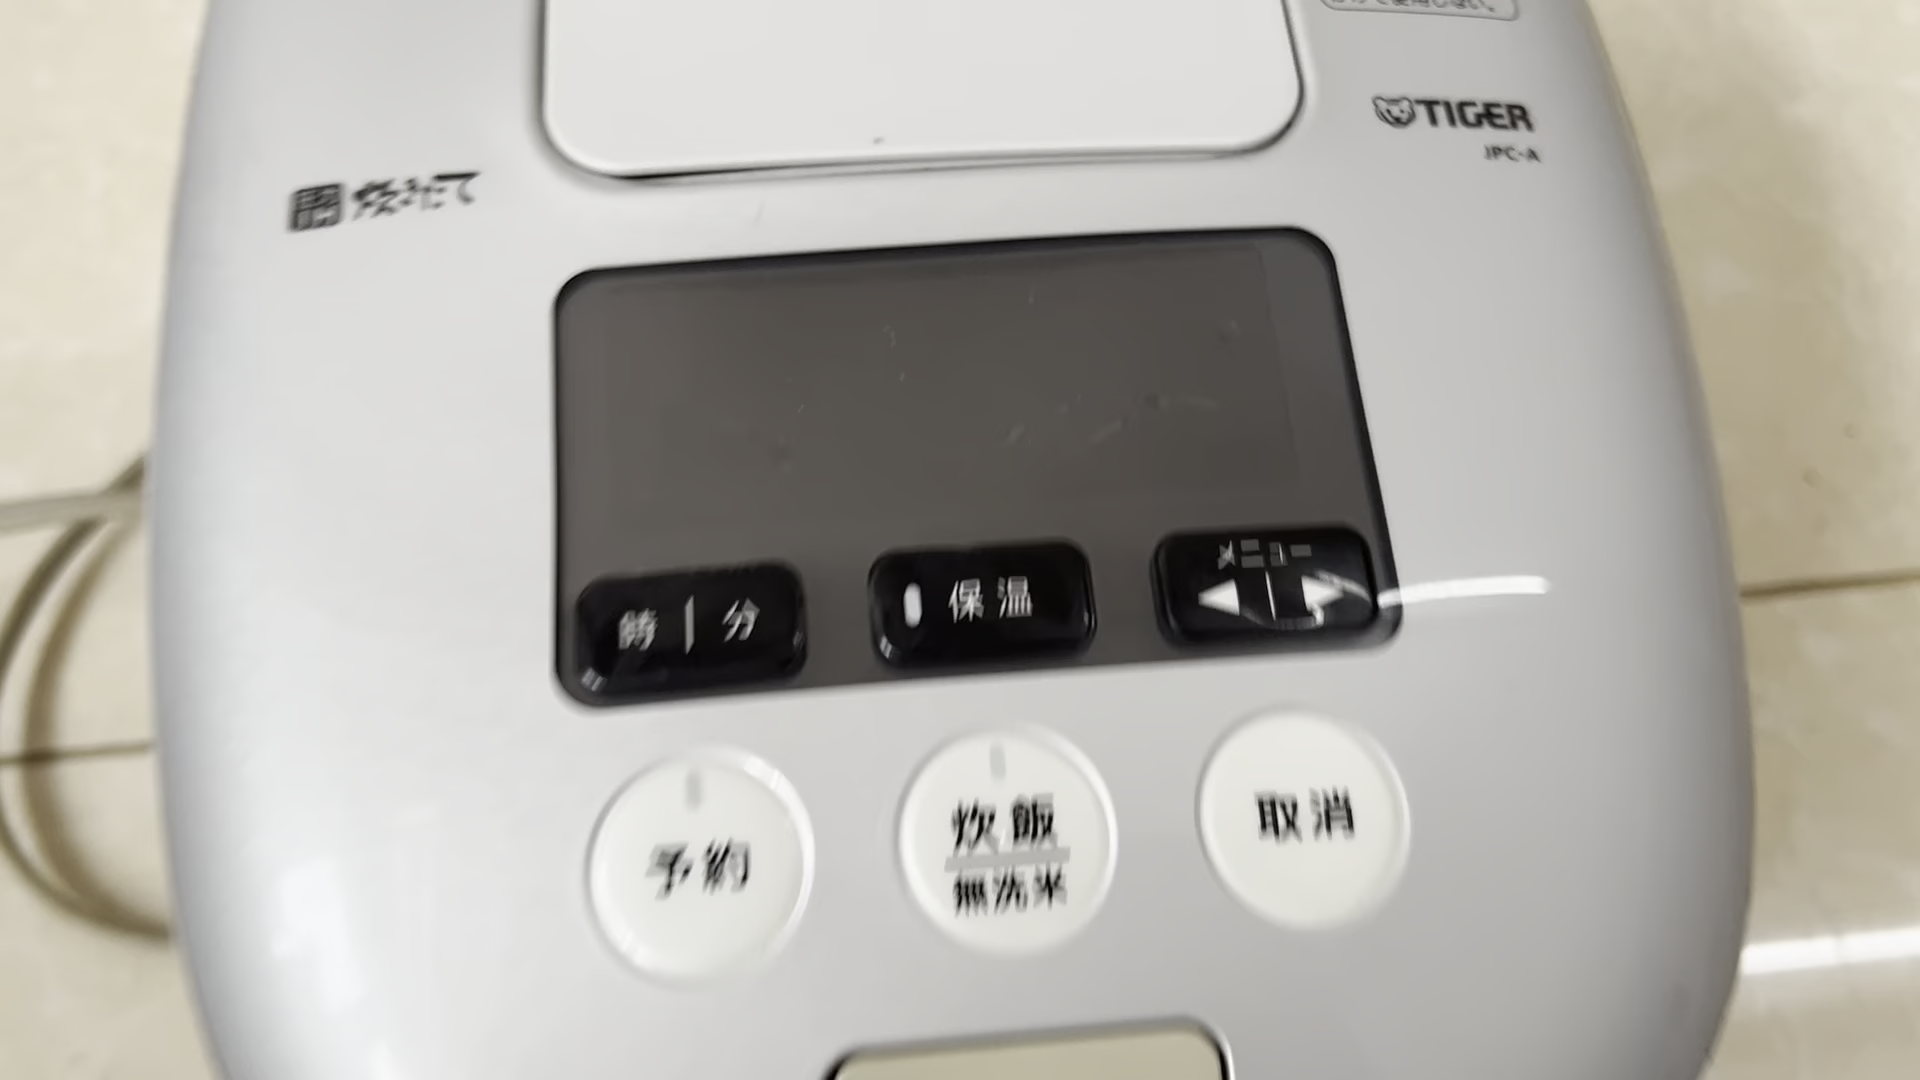 TIGER
JPC-A
炊きたて
時 分
保温
メニュー
予約
炊飯
無洗米
取消